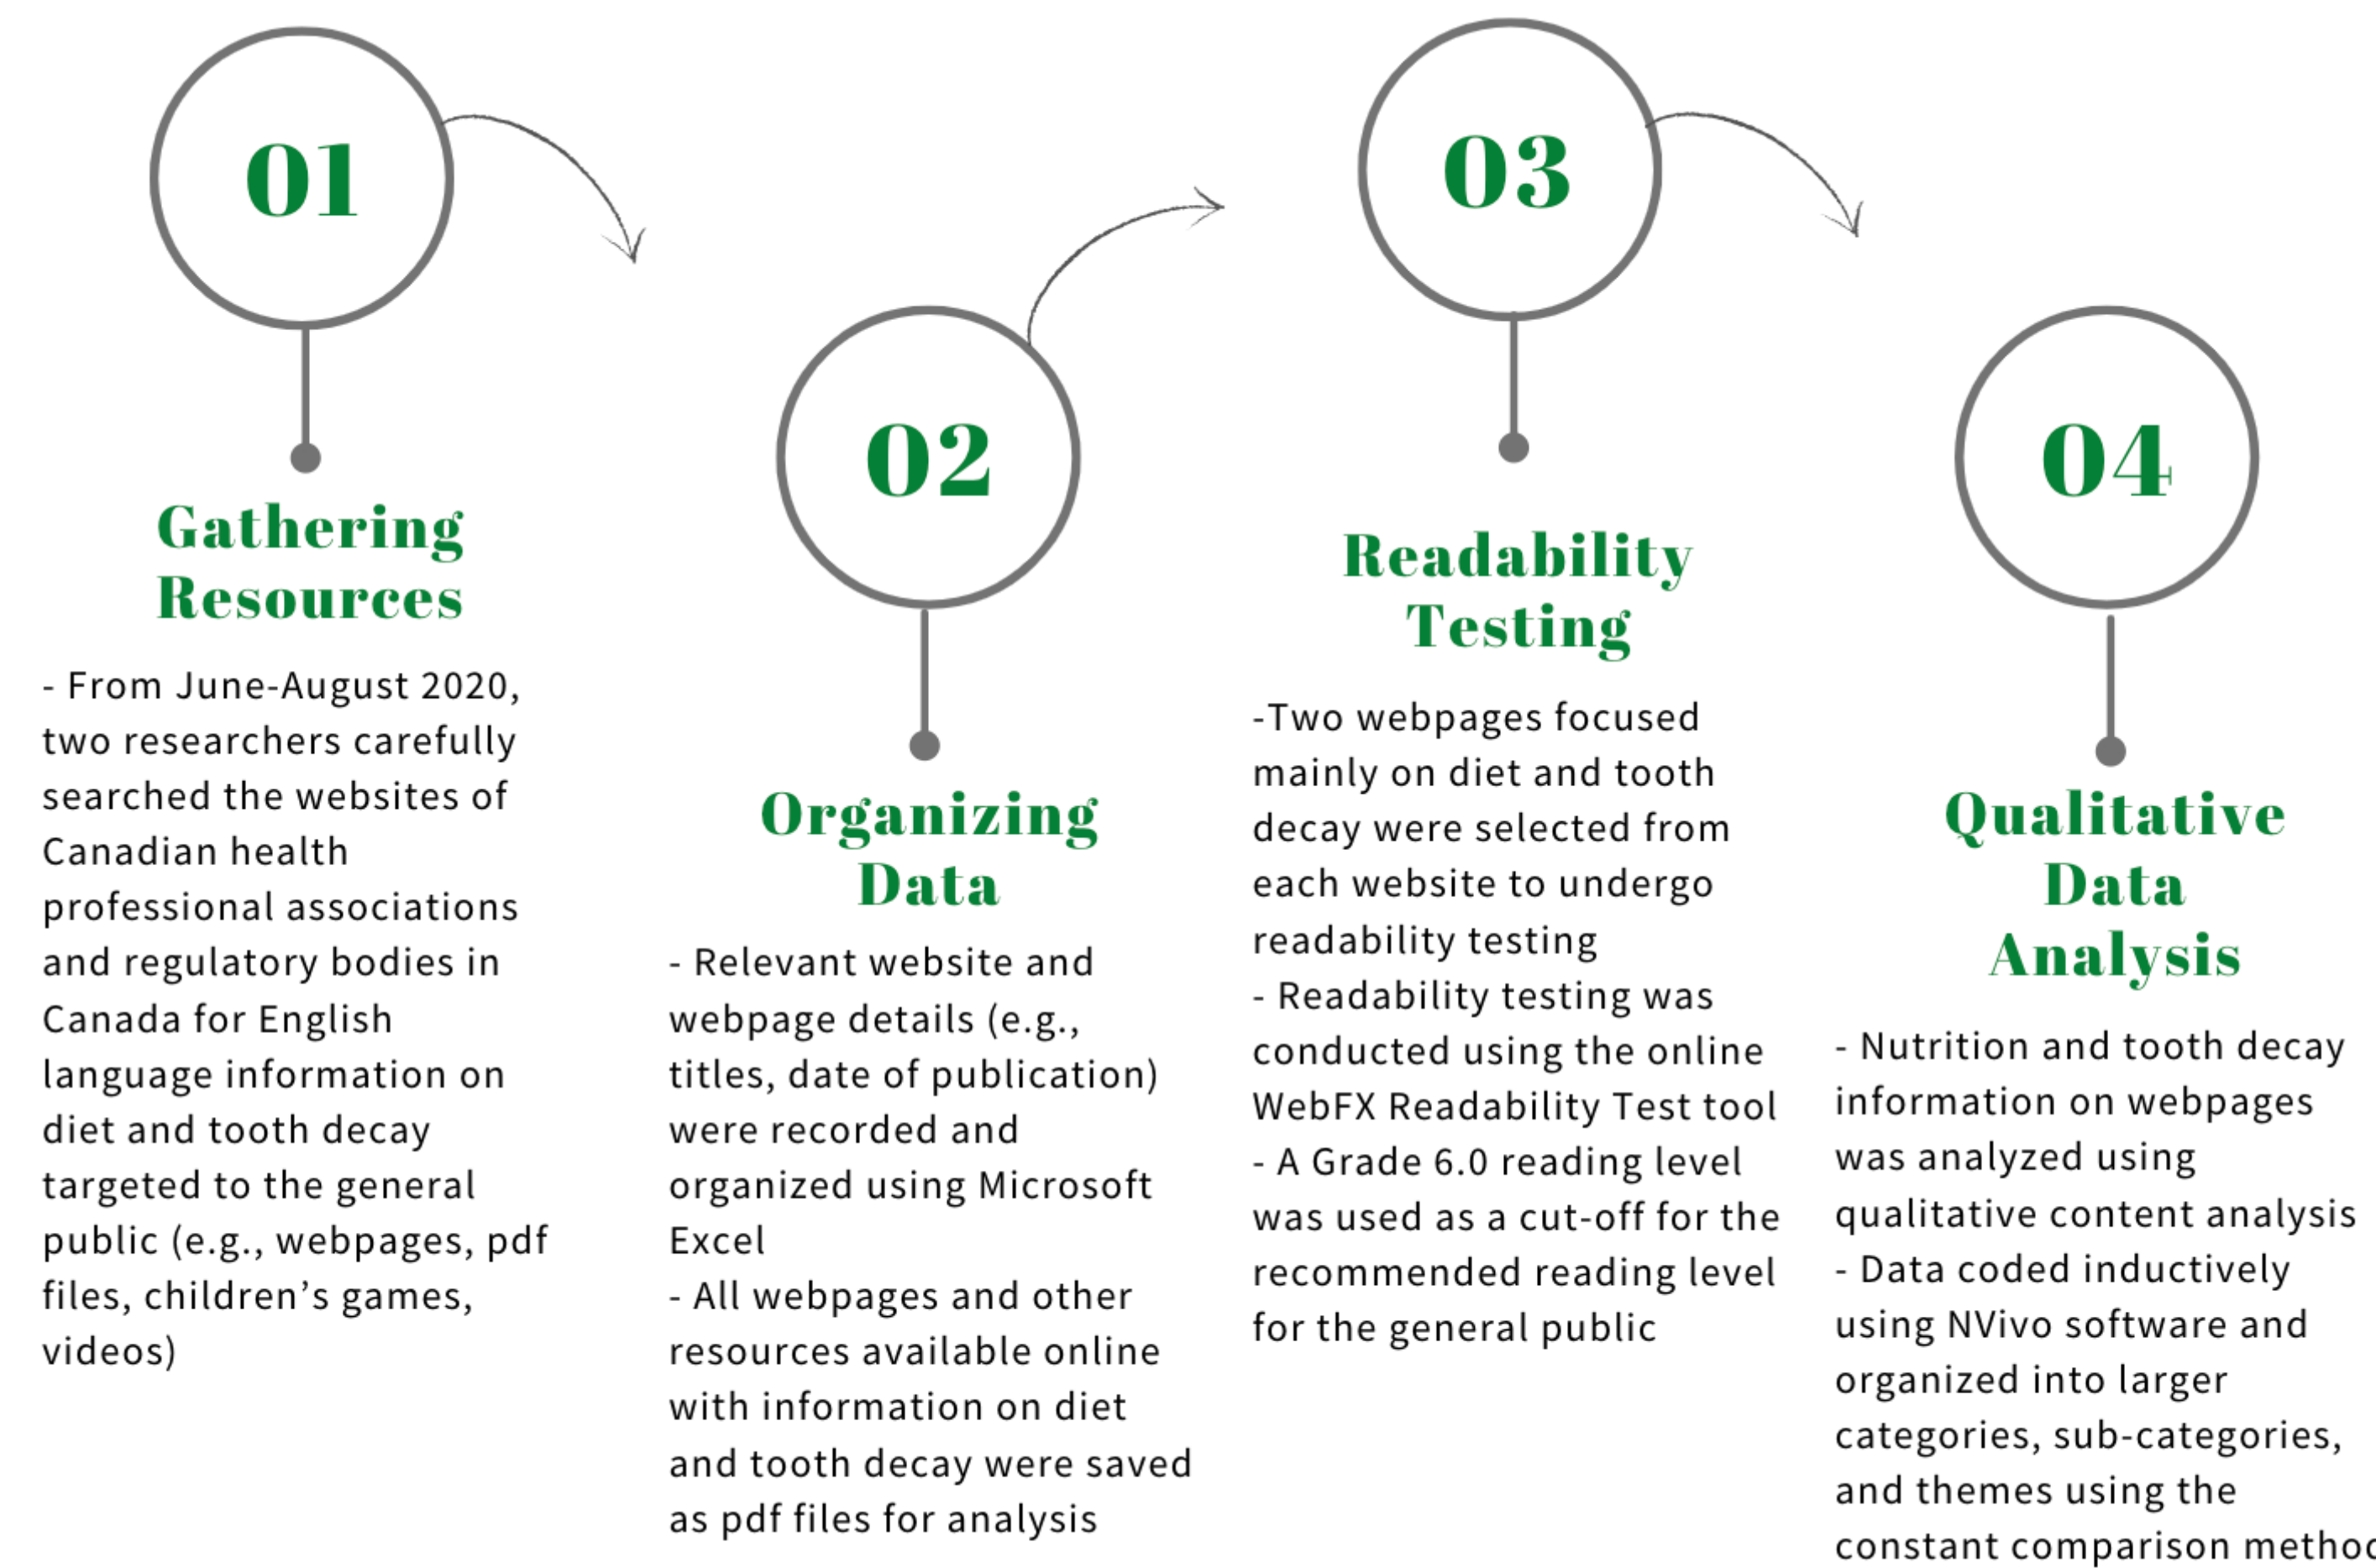 01
Gathering
Resources
- From June-August 2020,
two researchers carefully
searched the websites of
Canadian health
professional associations
and regulatory bodies in
Canada for English
language information on
diet and tooth decay
targeted to the general
public (e.g., webpages, pdf
files, children’s games,
videos)
02
Organizing
Data
- Relevant website and
webpage details (e.g.,
titles, date of publication)
were recorded and
organized using Microsoft
Excel
- All webpages and other
resources available online
with information on diet
and tooth decay were saved
as pdf files for analysis
03
Readability
Testing
-Two webpages focused
mainly on diet and tooth
decay were selected from
each website to undergo
readability testing
- Readability testing was
conducted using the online
WebFX Readability Test tool
- A Grade 6.0 reading level
was used as a cut-off for the
recommended reading level
for the general public
04
Qualitative
Data
Analysis
- Nutrition and tooth decay
information on webpages
was analyzed using
qualitative content analysis
- Data coded inductively
using NVivo software and
organized into larger
categories, sub-categories,
and themes using the
constant comparison